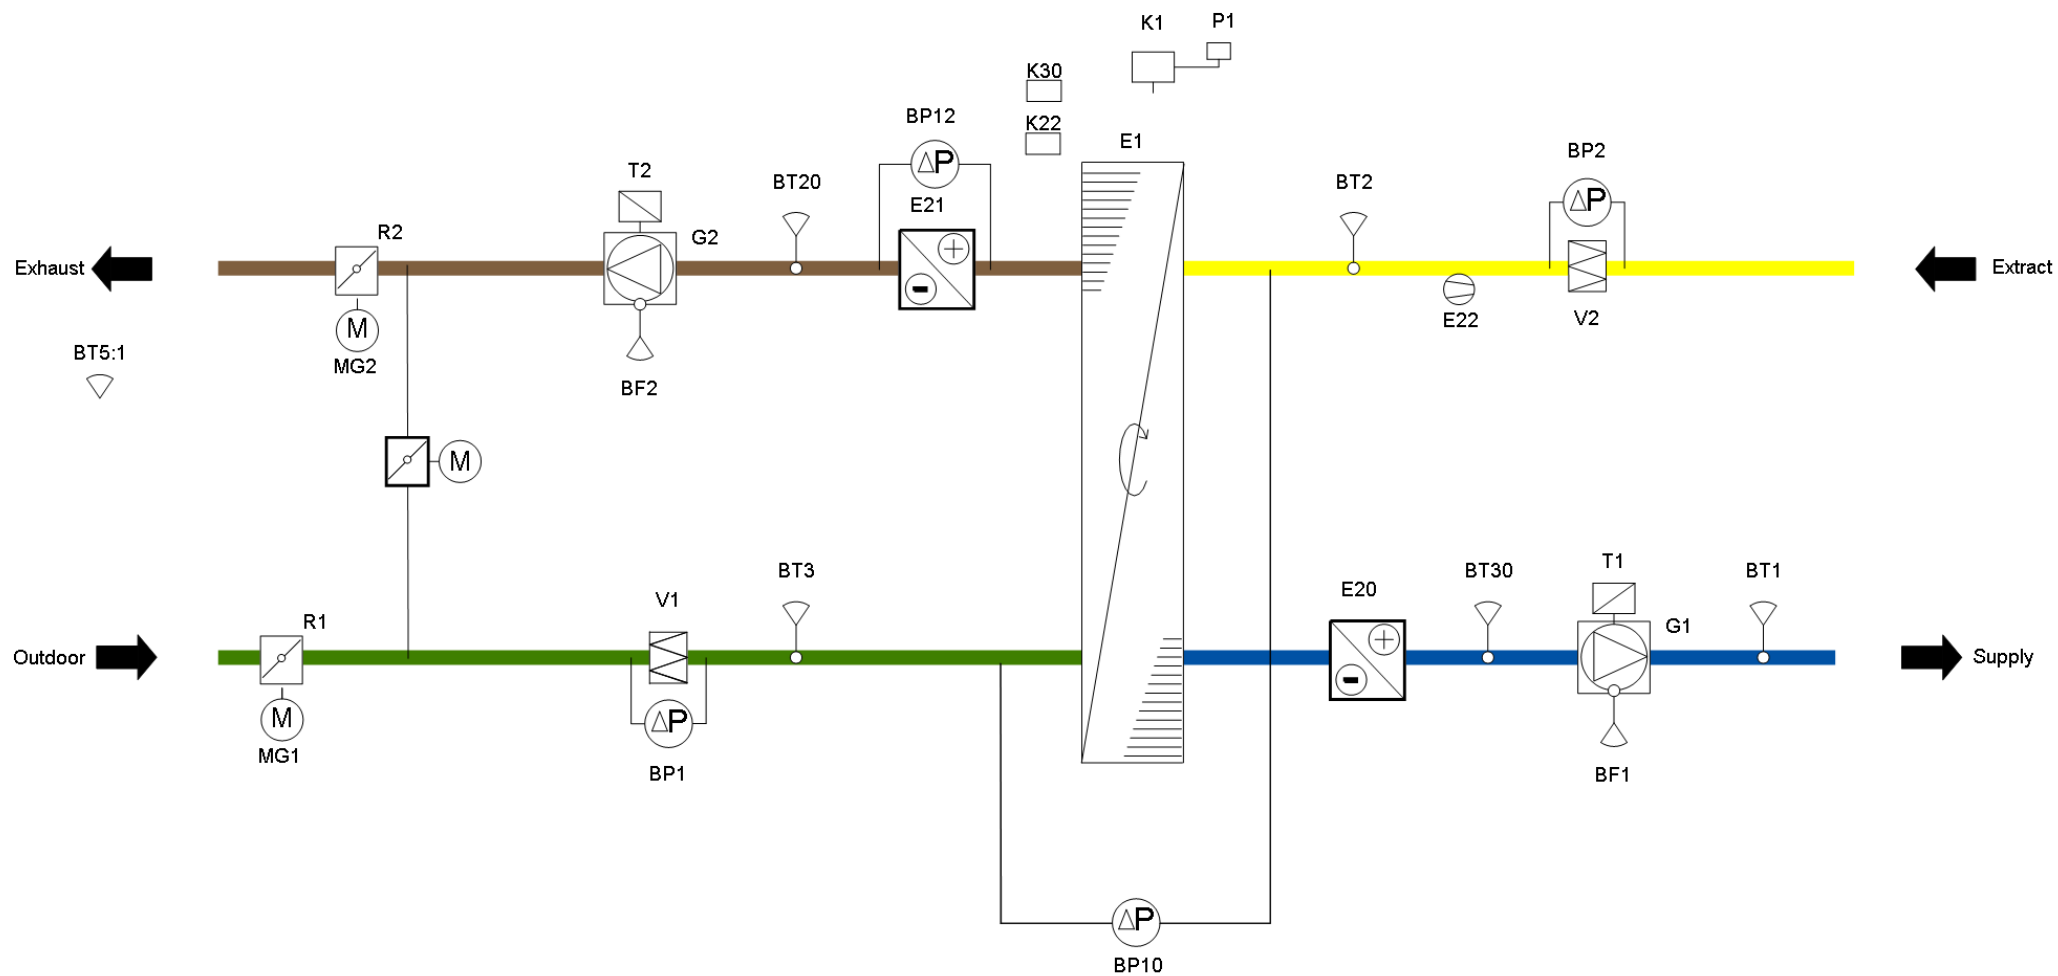 K1
P1
K30
BP12
K22
E1
BP2
ΔP
T2
BT20
E21
BT2
ΔP
R2
G2
Exhaust
Extract
E22
V2
M
MG2
BT5:1
BF2
M
BT3
BT30
T1
BT1
V1
E20
R1
G1
Outdoor
Supply
M
ΔP
MG1
BP1
BF1
ΔP
BP10